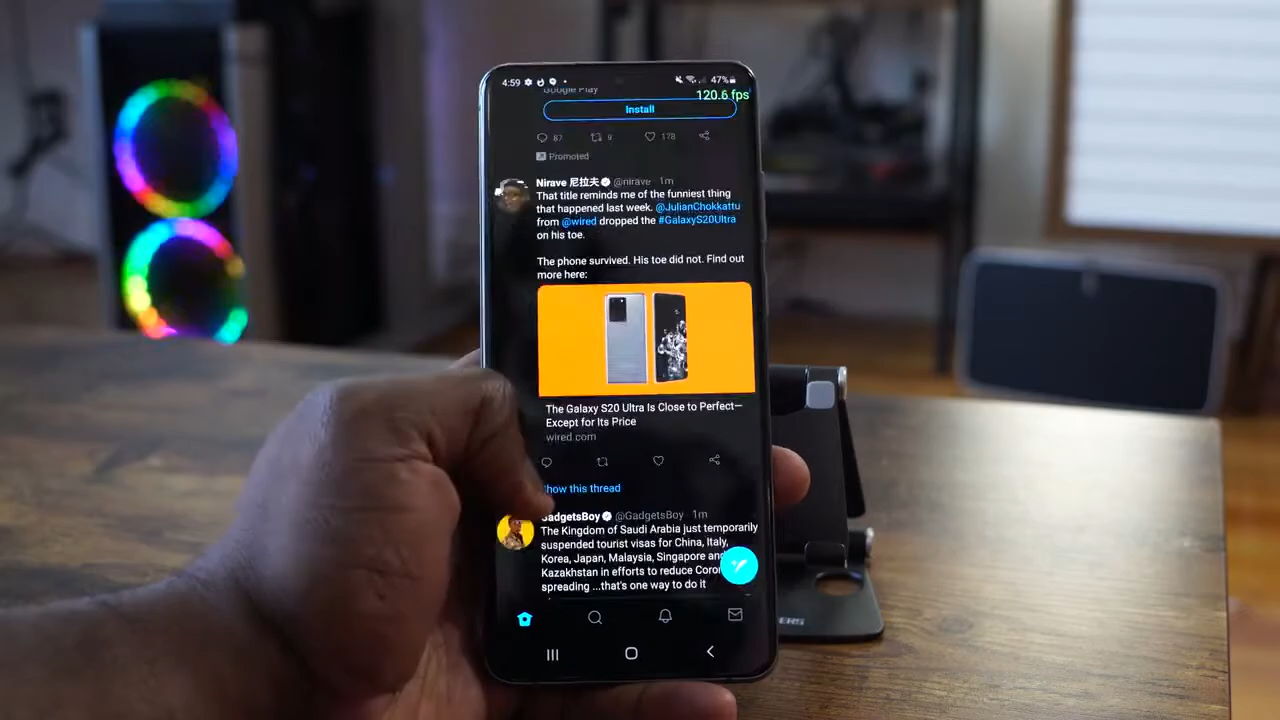 4:59
47%
120.6 fps
Google Play
Install
87 9 178
Promoted
Nirave 尼拉夫 @nirave · 1m
That title reminds me of the funniest thing
that happened last week. @JulianChokkattu
from @wired dropped the #GalaxyS20Ultra
on his toe.
The phone survived. His toe did not. Find out
more here:
The Galaxy S20 Ultra Is Close to Perfect—
Except for Its Price
wired.com
Show this thread
GadgetsBoy @GadgetsBoy · 1m
The Kingdom of Saudi Arabia just temporarily
suspended tourist visas for China, Italy,
Korea, Japan, Malaysia, Singapore and
Kazakhstan in efforts to reduce Coron
spreading ...that's one way to do it